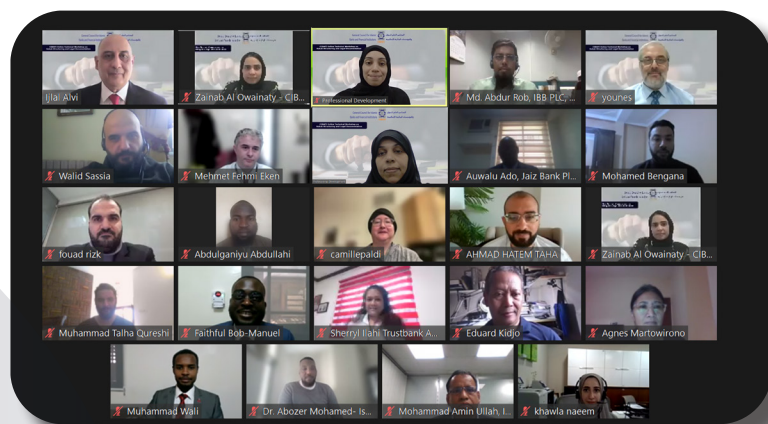 Ijlal Alvi
Zainab Al Owainaty - CIB...
Professional Development
Md. Abdur Rob, IBB PLC, ...
younes
Walid Sassia
Mehmet Fehmi Eken
Auwalu Ado, Jaiz Bank Pl...
Mohamed Bengana
fouad rizk
Abdulganiyu Abdullahi
camillepaldi
AHMAD HATEM TAHA
Zainab Al Owainaty - CIB...
Muhammad Talha Qureshi
Faithful Bob-Manuel
Sherryl Ilahi Trustbank A...
Eduard Kidjo
Agnes Martowirono
Muhammad Wali
Dr. Abozer Mohamed- Is...
Mohammad Amin Ullah, I...
khawla naeem